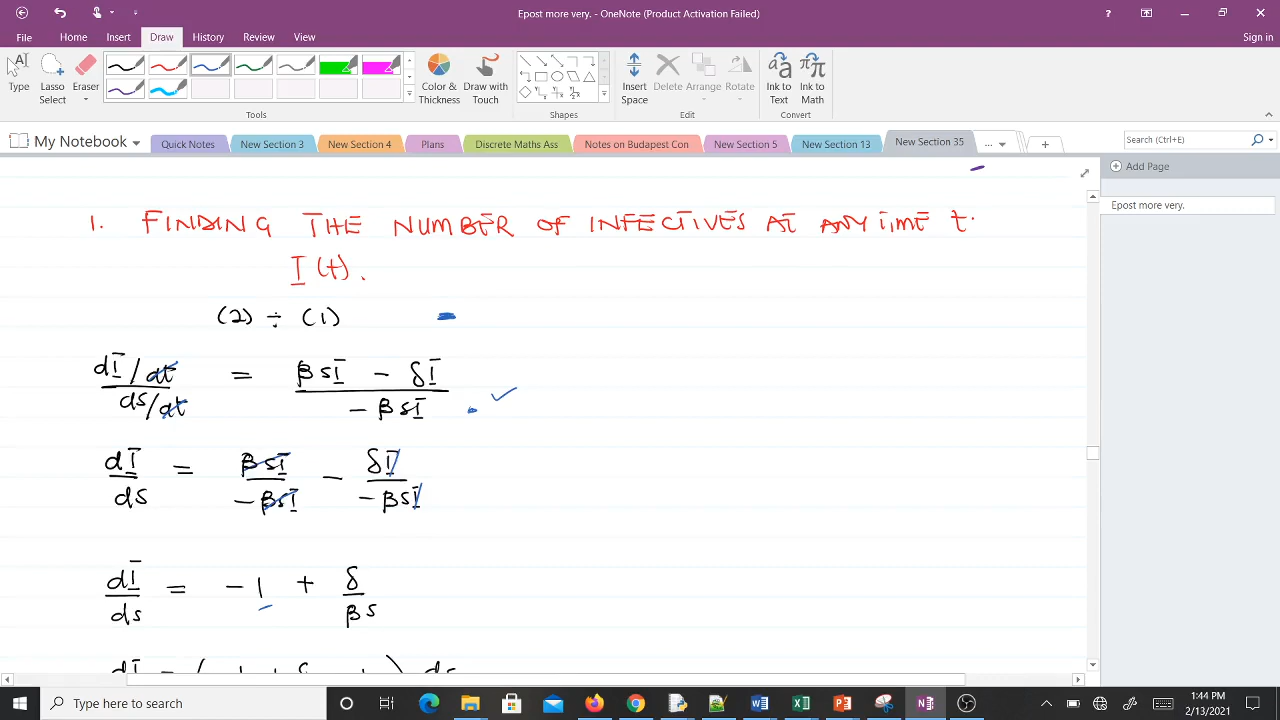 Epost more very. - OneNote (Product Activation Failed)
File Home Insert Draw History Review View Sign in
Type Lasso Select Eraser Color & Thickness Draw with Touch Insert Space Delete Arrange Rotate Ink to Text Ink to Math
Tools Shapes Edit Convert
My Notebook Quick Notes New Section 3 New Section 4 Plans Discrete Maths Ass Notes on Budapest Con New Section 5 New Section 13 New Section 35 ... Search (Ctrl+E)
Add Page
Epost more very.
1. FINDING THE NUMBER OF INFECTIVES AT ANY TIME t.
I(t).
(2) ÷ (1)
dI/dt / ds/dt = βsI - δI / -βsI
dI/ds = βsI / -βsI - δI / -βsI
dI/ds = -1 + δ/βs
Type here to search
1:44 PM
2/13/2021